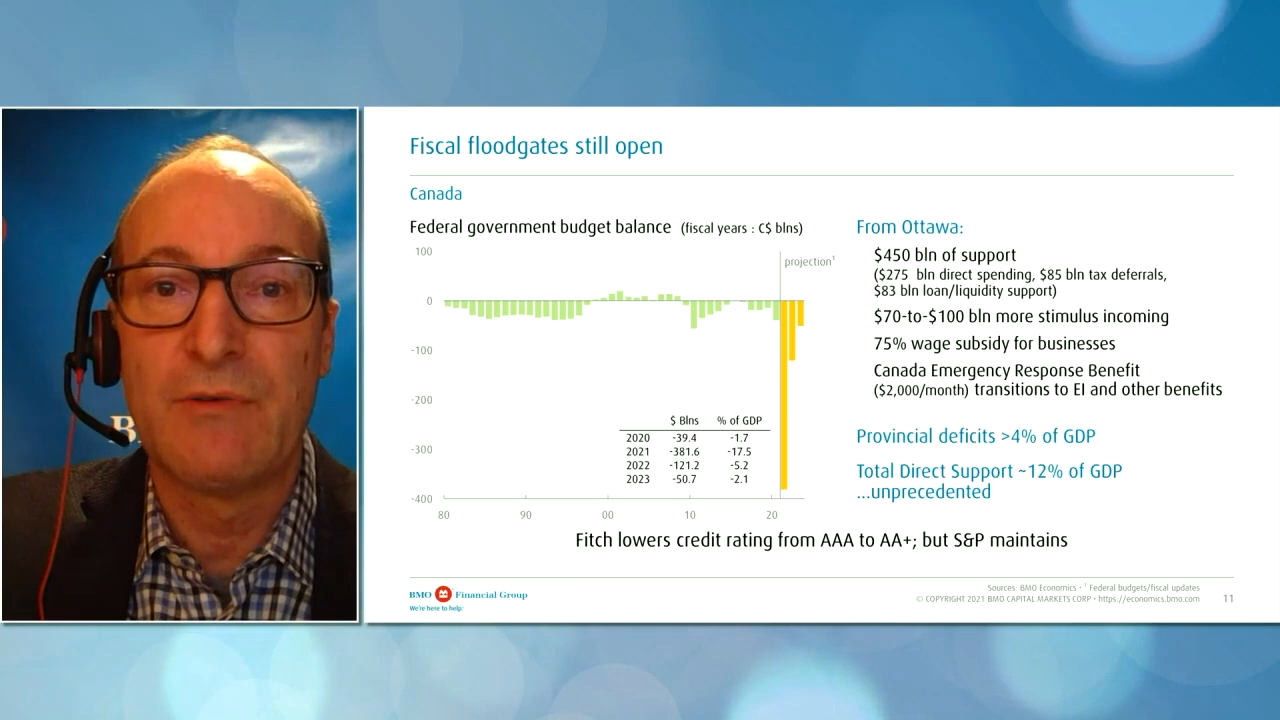 Fiscal floodgates still open
Canada
Federal government budget balance (fiscal years : C$ blns)
100
0
-100
-200
-300
-400
projection¹
$ Blns % of GDP
2020 -39.4 -1.7
2021 -381.6 -17.5
2022 -121.2 -5.2
2023 -50.7 -2.1
80 90 00 10 20
From Ottawa:
$450 bln of support
($275 bln direct spending, $85 bln tax deferrals,
$83 bln loan/liquidity support)
$70-to-$100 bln more stimulus incoming
75% wage subsidy for businesses
Canada Emergency Response Benefit
($2,000/month) transitions to EI and other benefits
Provincial deficits >4% of GDP
Total Direct Support ~12% of GDP
...unprecedented
Fitch lowers credit rating from AAA to AA+; but S&P maintains
BMO Financial Group
We're here to help.
Sources: BMO Economics • ¹ Federal budgets/fiscal updates
© COPYRIGHT 2021 BMO CAPITAL MARKETS CORP • https://economics.bmo.com 11